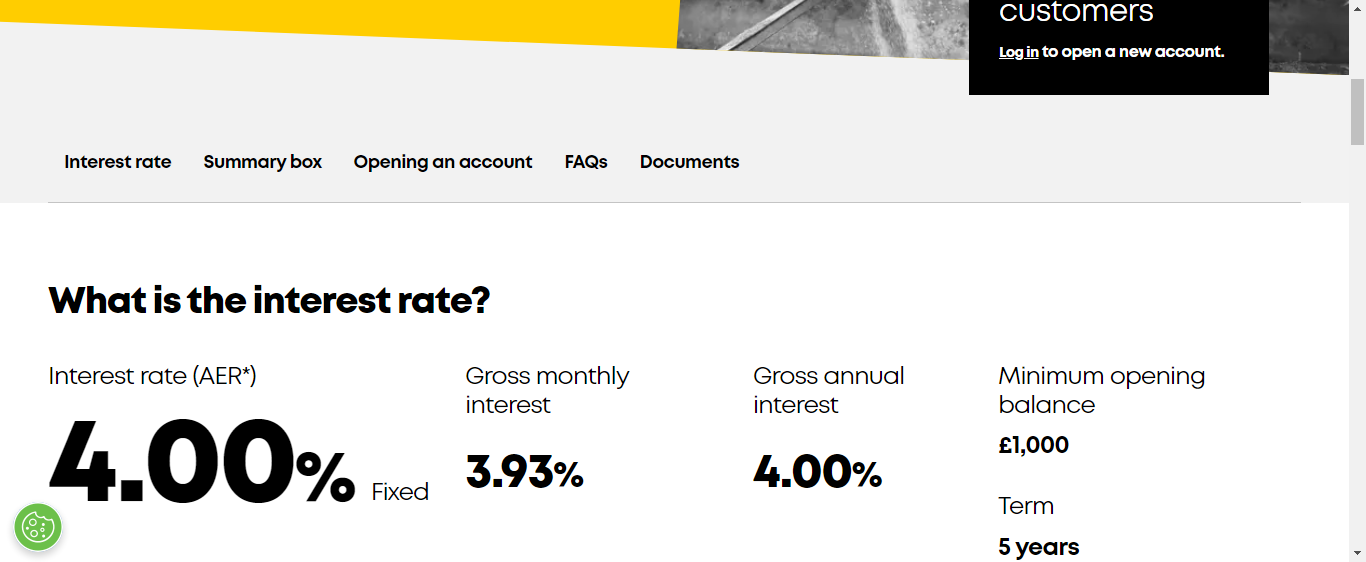 customers
Log in to open a new account.
Interest rate
Summary box
Opening an account
FAQs
Documents
What is the interest rate?
Interest rate (AER*)
4.00% Fixed
Gross monthly
interest
3.93%
Gross annual
interest
4.00%
Minimum opening
balance
£1,000
Term
5 years